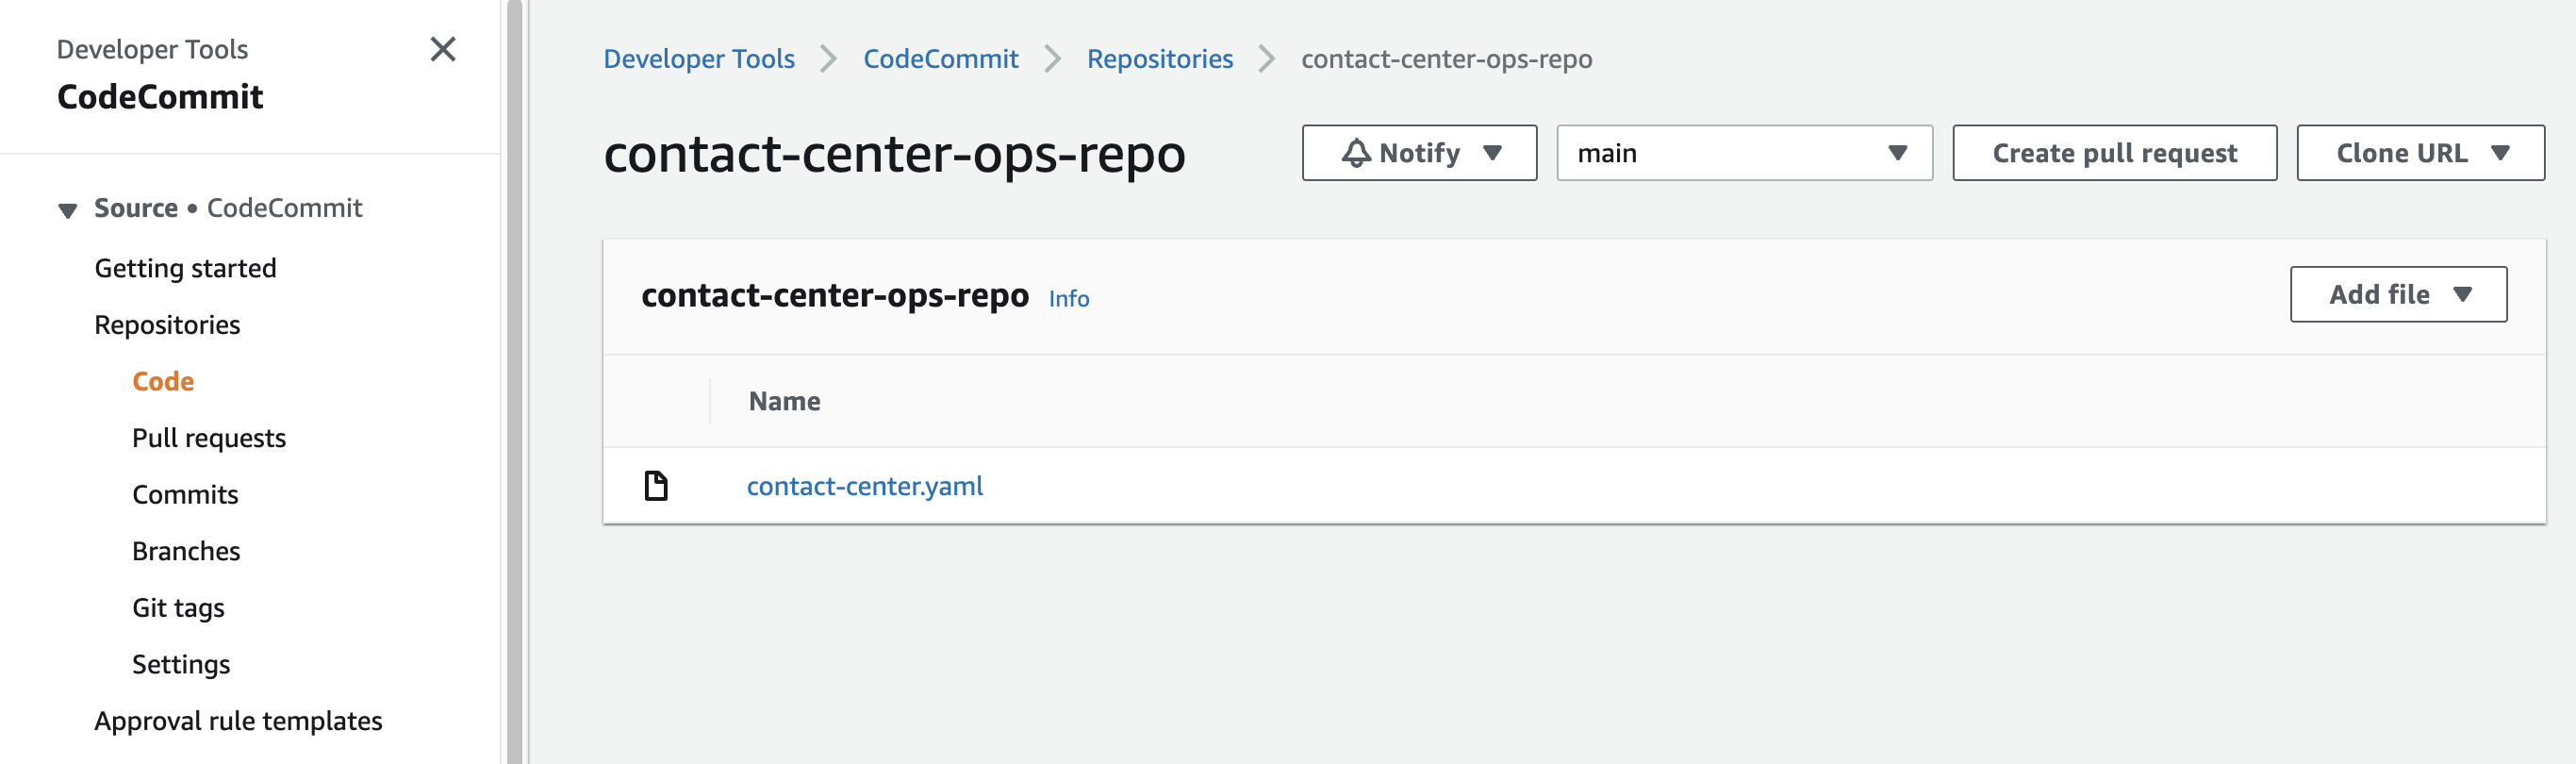 Developer Tools
CodeCommit
Source • CodeCommit
Getting started
Repositories
Code
Pull requests
Commits
Branches
Git tags
Settings
Approval rule templates
Developer Tools > CodeCommit > Repositories > contact-center-ops-repo
contact-center-ops-repo
Notify
main
Create pull request
Clone URL
contact-center-ops-repo Info
Add file
Name
contact-center.yaml